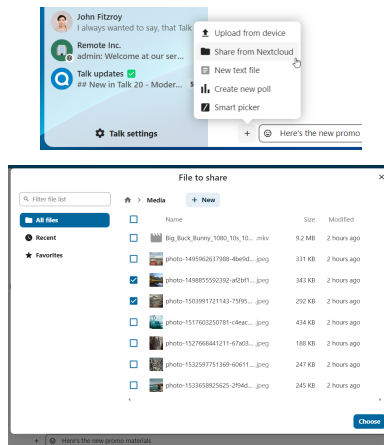 John Fitzroy
I always wanted to say, that Talk
Remote Inc.
admin: Welcome at our ser...
Talk updates ✅
## New in Talk 20 - Moder...
Upload from device
Share from Nextcloud
New text file
Create new poll
Smart picker
Talk settings
+
Here's the new promo
File to share
×
Filter file list
> Media + New
All files
Recent
Favorites
Name Size Modified
Big_Buck_Bunny_1080_10s_10... .mkv 9.2 MB 2 hours ago
photo-1495962637988-4be9d... .jpeg 331 KB 2 hours ago
photo-1498855592392-af2bf1... .jpeg 343 KB 2 hours ago
photo-1503991721143-75f95... .jpeg 292 KB 2 hours ago
photo-1517603250781-c4eac... .jpeg 434 KB 2 hours ago
photo-1527668441211-67a03... .jpeg 188 KB 2 hours ago
photo-1532597751369-60611... .jpeg 247 KB 2 hours ago
photo-1533658925625-2f94d... .jpeg 245 KB 2 hours ago
Choose
+ Here's the new promo materials